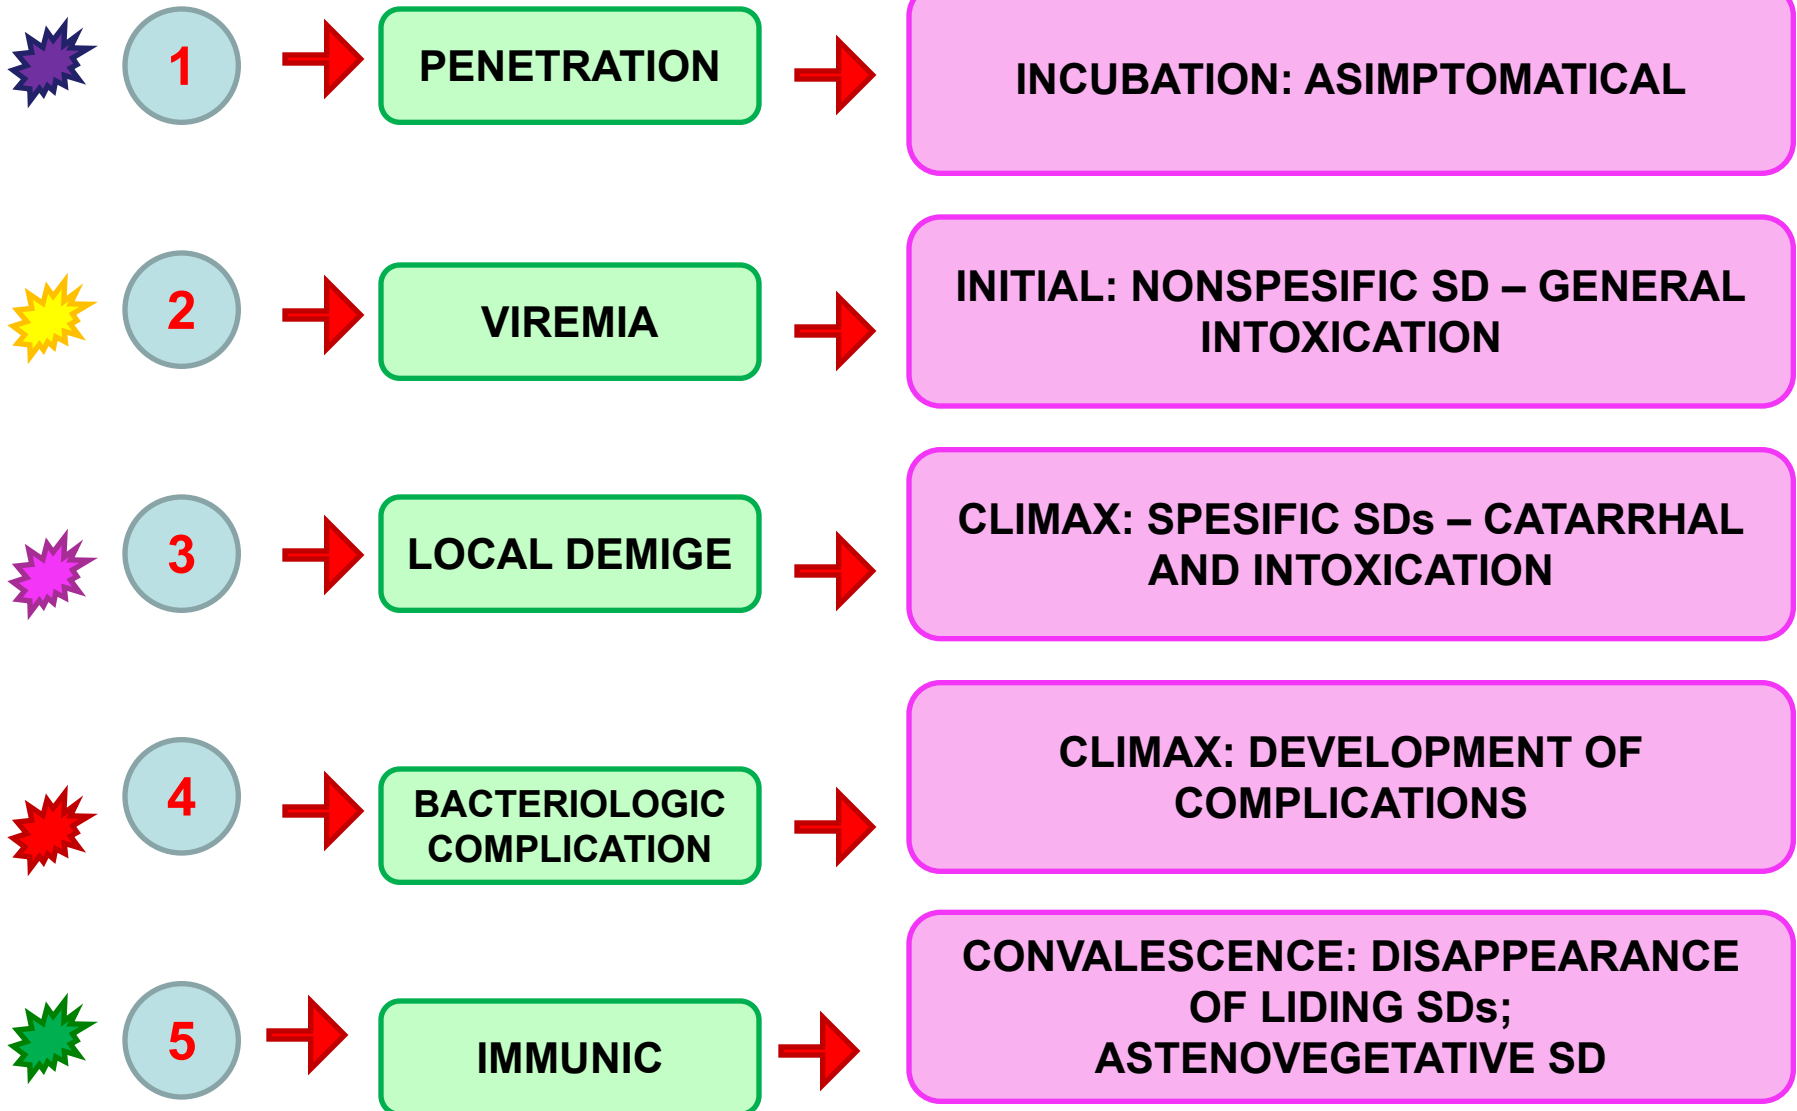 1
PENETRATION
INCUBATION: ASIMPTOMATICAL
2
VIREMIA
INITIAL: NONSPESIFIC SD – GENERAL
INTOXICATION
3
LOCAL DEMIGE
CLIMAX: SPESIFIC SDs – CATARRHAL
AND INTOXICATION
4
BACTERIOLOGIC
COMPLICATION
CLIMAX: DEVELOPMENT OF
COMPLICATIONS
5
IMMUNIC
CONVALESCENCE: DISAPPEARANCE
OF LIDING SDs;
ASTENOVEGETATIVE SD